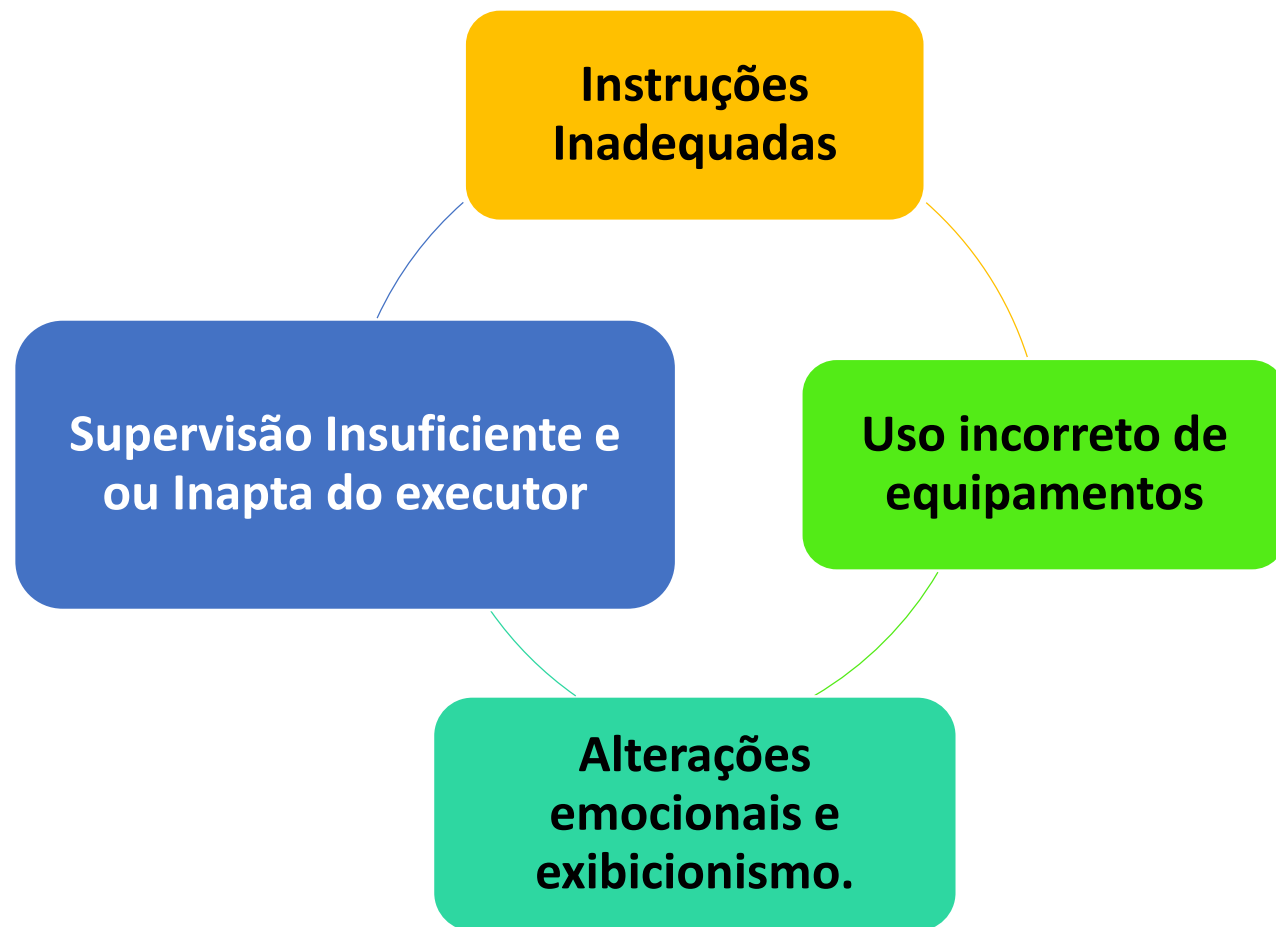 Instruções
Inadequadas
Uso incorreto de
equipamentos
Alterações
emocionais e
exibicionismo.
Supervisão Insuficiente e
ou Inapta do executor